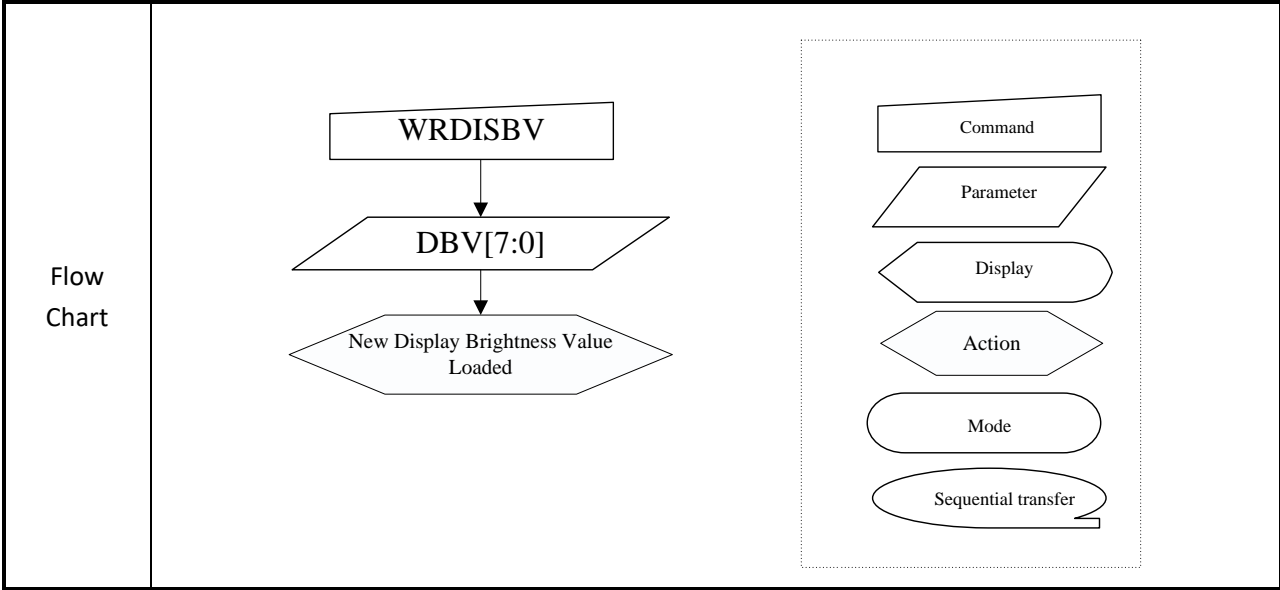 Flow
Chart
WRDISBV
DBV[7:0]
New Display Brightness Value
Loaded
Command
Parameter
Display
Action
Mode
Sequential transfer